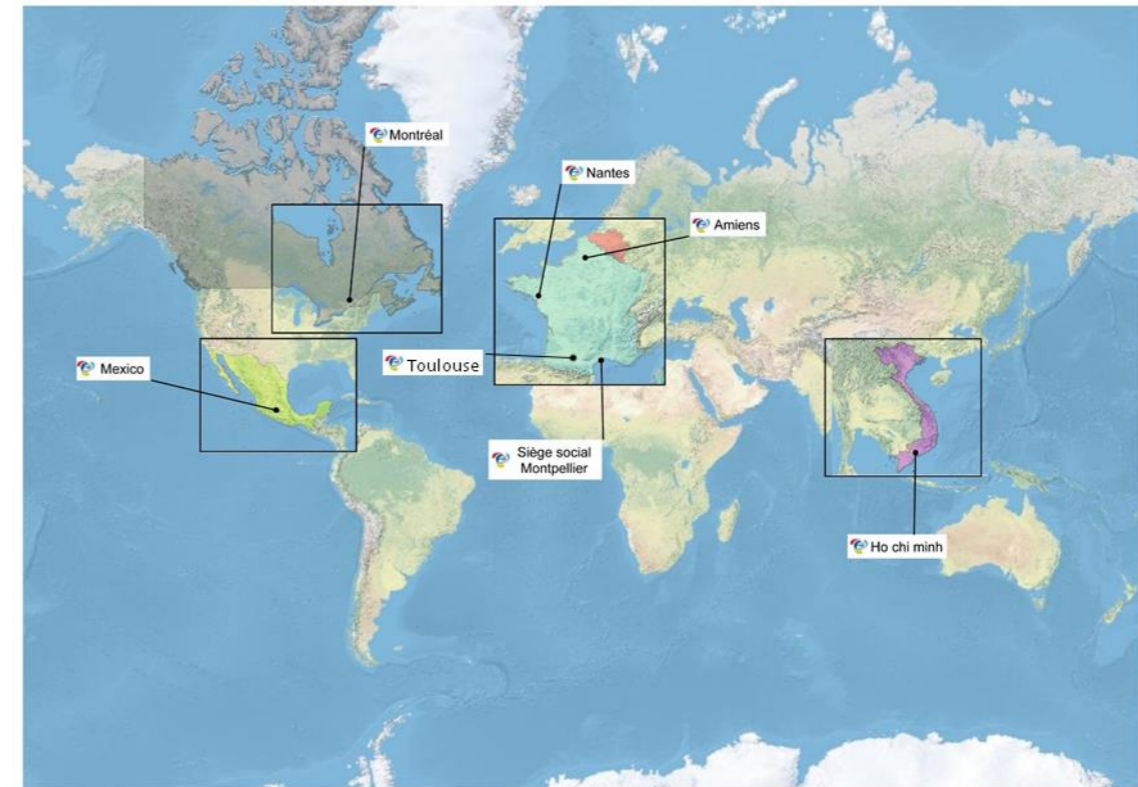 Montréal
Nantes
Amiens
Toulouse
Mexico
Siège social
Montpellier
Ho chi minh